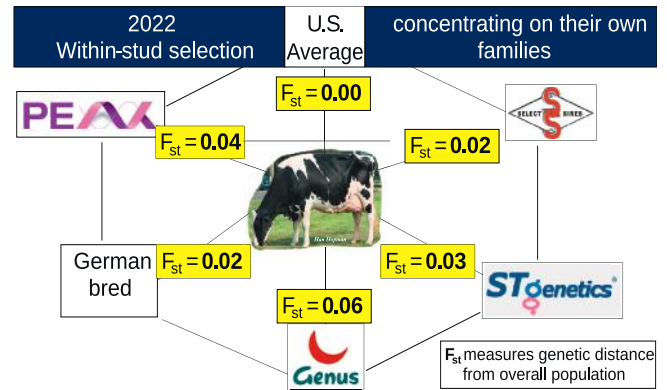 2022
Within-stud selection
U.S.
Average
concentrating on their own
families
Fst = 0.00
PEAK
SELECT SIRES
Fst = 0.04
Fst = 0.02
Han Hopman
German
bred
Fst = 0.02
Fst = 0.03
STgenetics®
Fst = 0.06
Genus
Fst measures genetic distance
from overall population